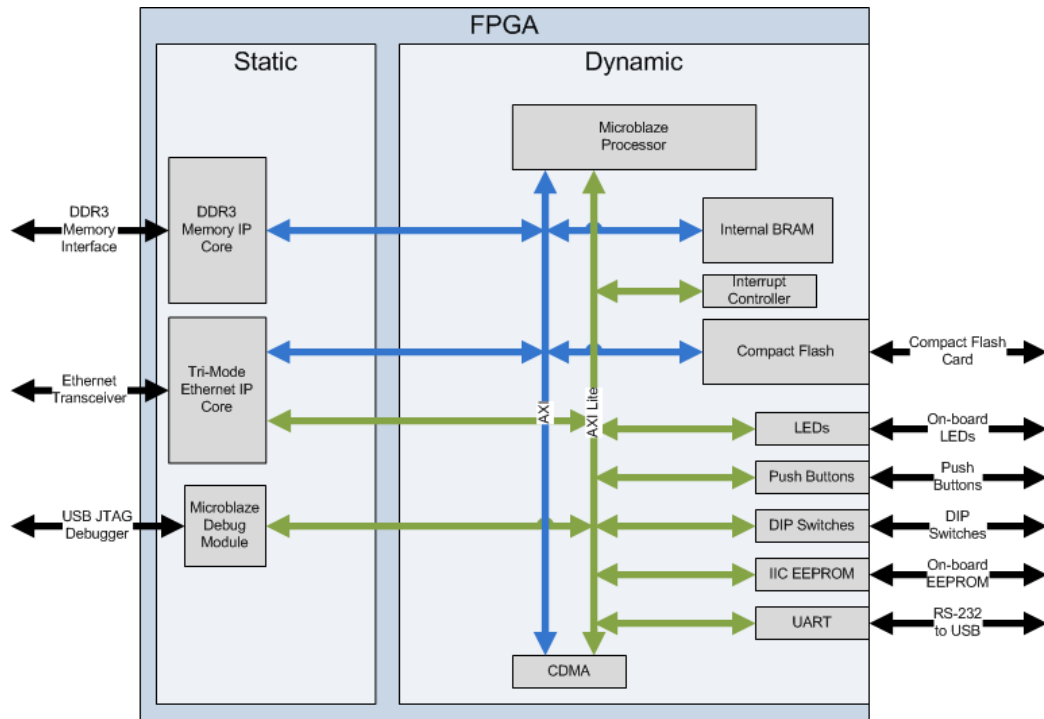 FPGA
Static
Dynamic
Microblaze
Processor
DDR3
Memory
Interface
DDR3
Memory IP
Core
Internal BRAM
Interrupt
Controller
Ethernet
Transceiver
Tri-Mode
Ethernet IP
Core
Compact Flash
Compact Flash
Card
AXI
AXI Lite
LEDs
On-board
LEDs
Push Buttons
Push
Buttons
USB JTAG
Debugger
Microblaze
Debug
Module
DIP Switches
DIP
Switches
IIC EEPROM
On-board
EEPROM
UART
RS-232
to USB
CDMA